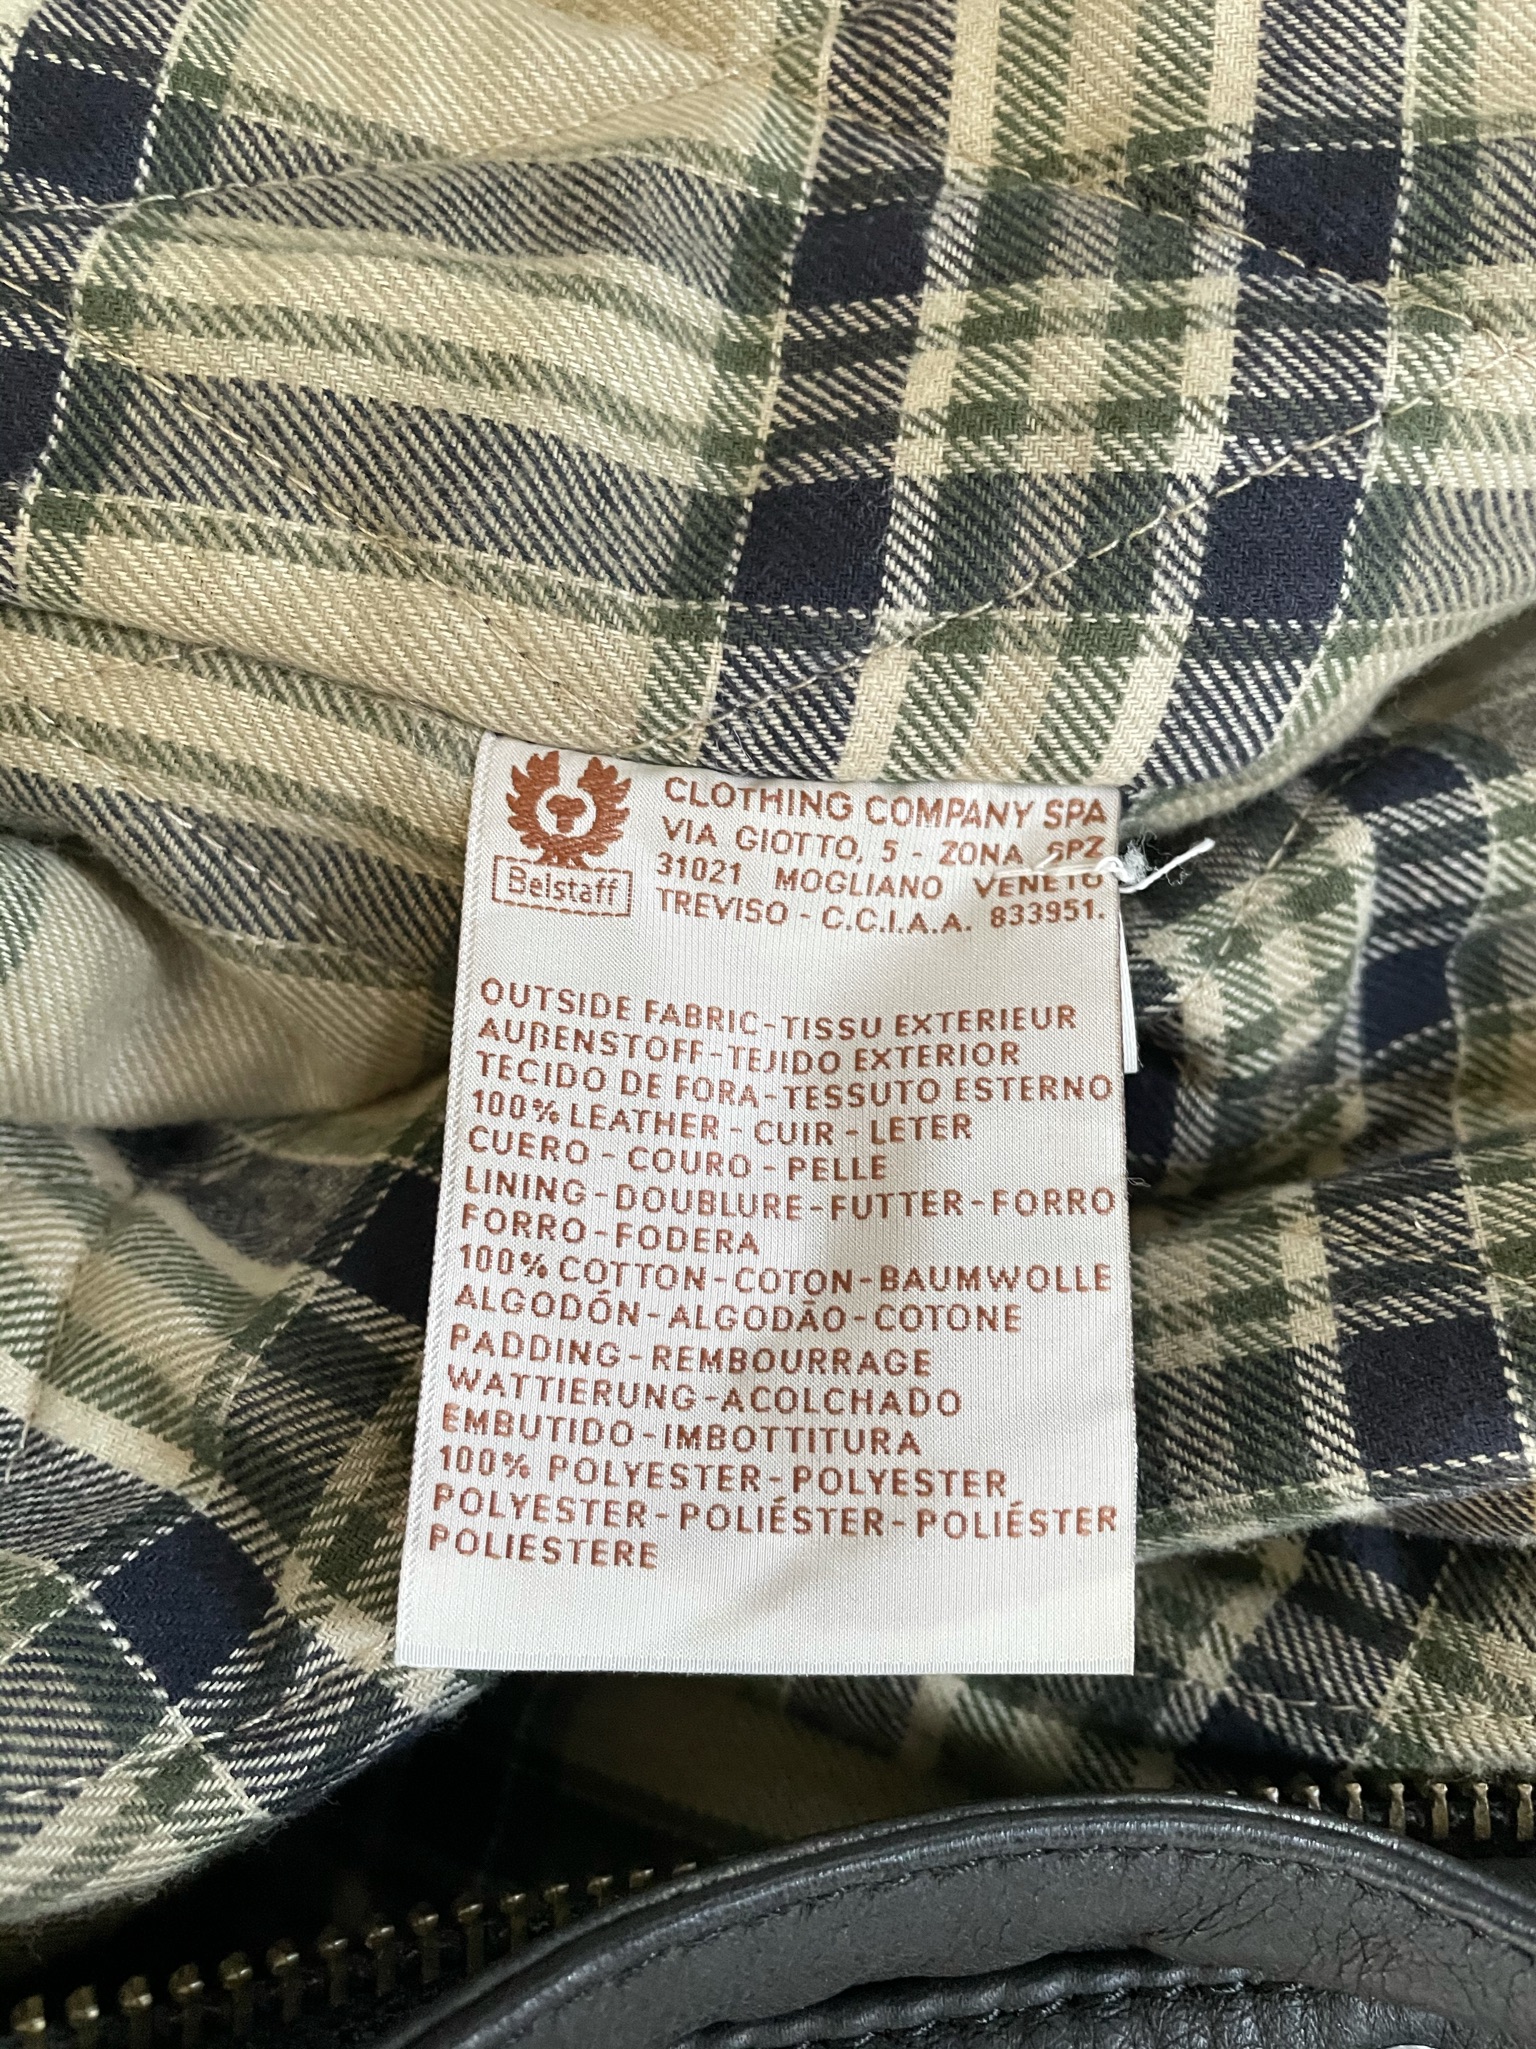 Belstaff
CLOTHING COMPANY SPA
VIA GIOTTO, 5 - ZONA SPZ
31021 MOGLIANO VENETO
TREVISO - C.C.I.A.A. 833951.
OUTSIDE FABRIC-TISSU EXTERIEUR
AUβENSTOFF-TEJIDO EXTERIOR
TECIDO DE FORA-TESSUTO ESTERNO
100% LEATHER - CUIR - LETER
CUERO - COURO - PELLE
LINING-DOUBLURE-FUTTER-FORRO
FORRO-FODERA
100% COTTON-COTON-BAUMWOLLE
ALGODÓN-ALGODÃO-COTONE
PADDING-REMBOURRAGE
WATTIERUNG-ACOLCHADO
EMBUTIDO-IMBOTTITURA
100% POLYESTER-POLYESTER
POLYESTER-POLIÉSTER-POLIÉSTER
POLIESTERE